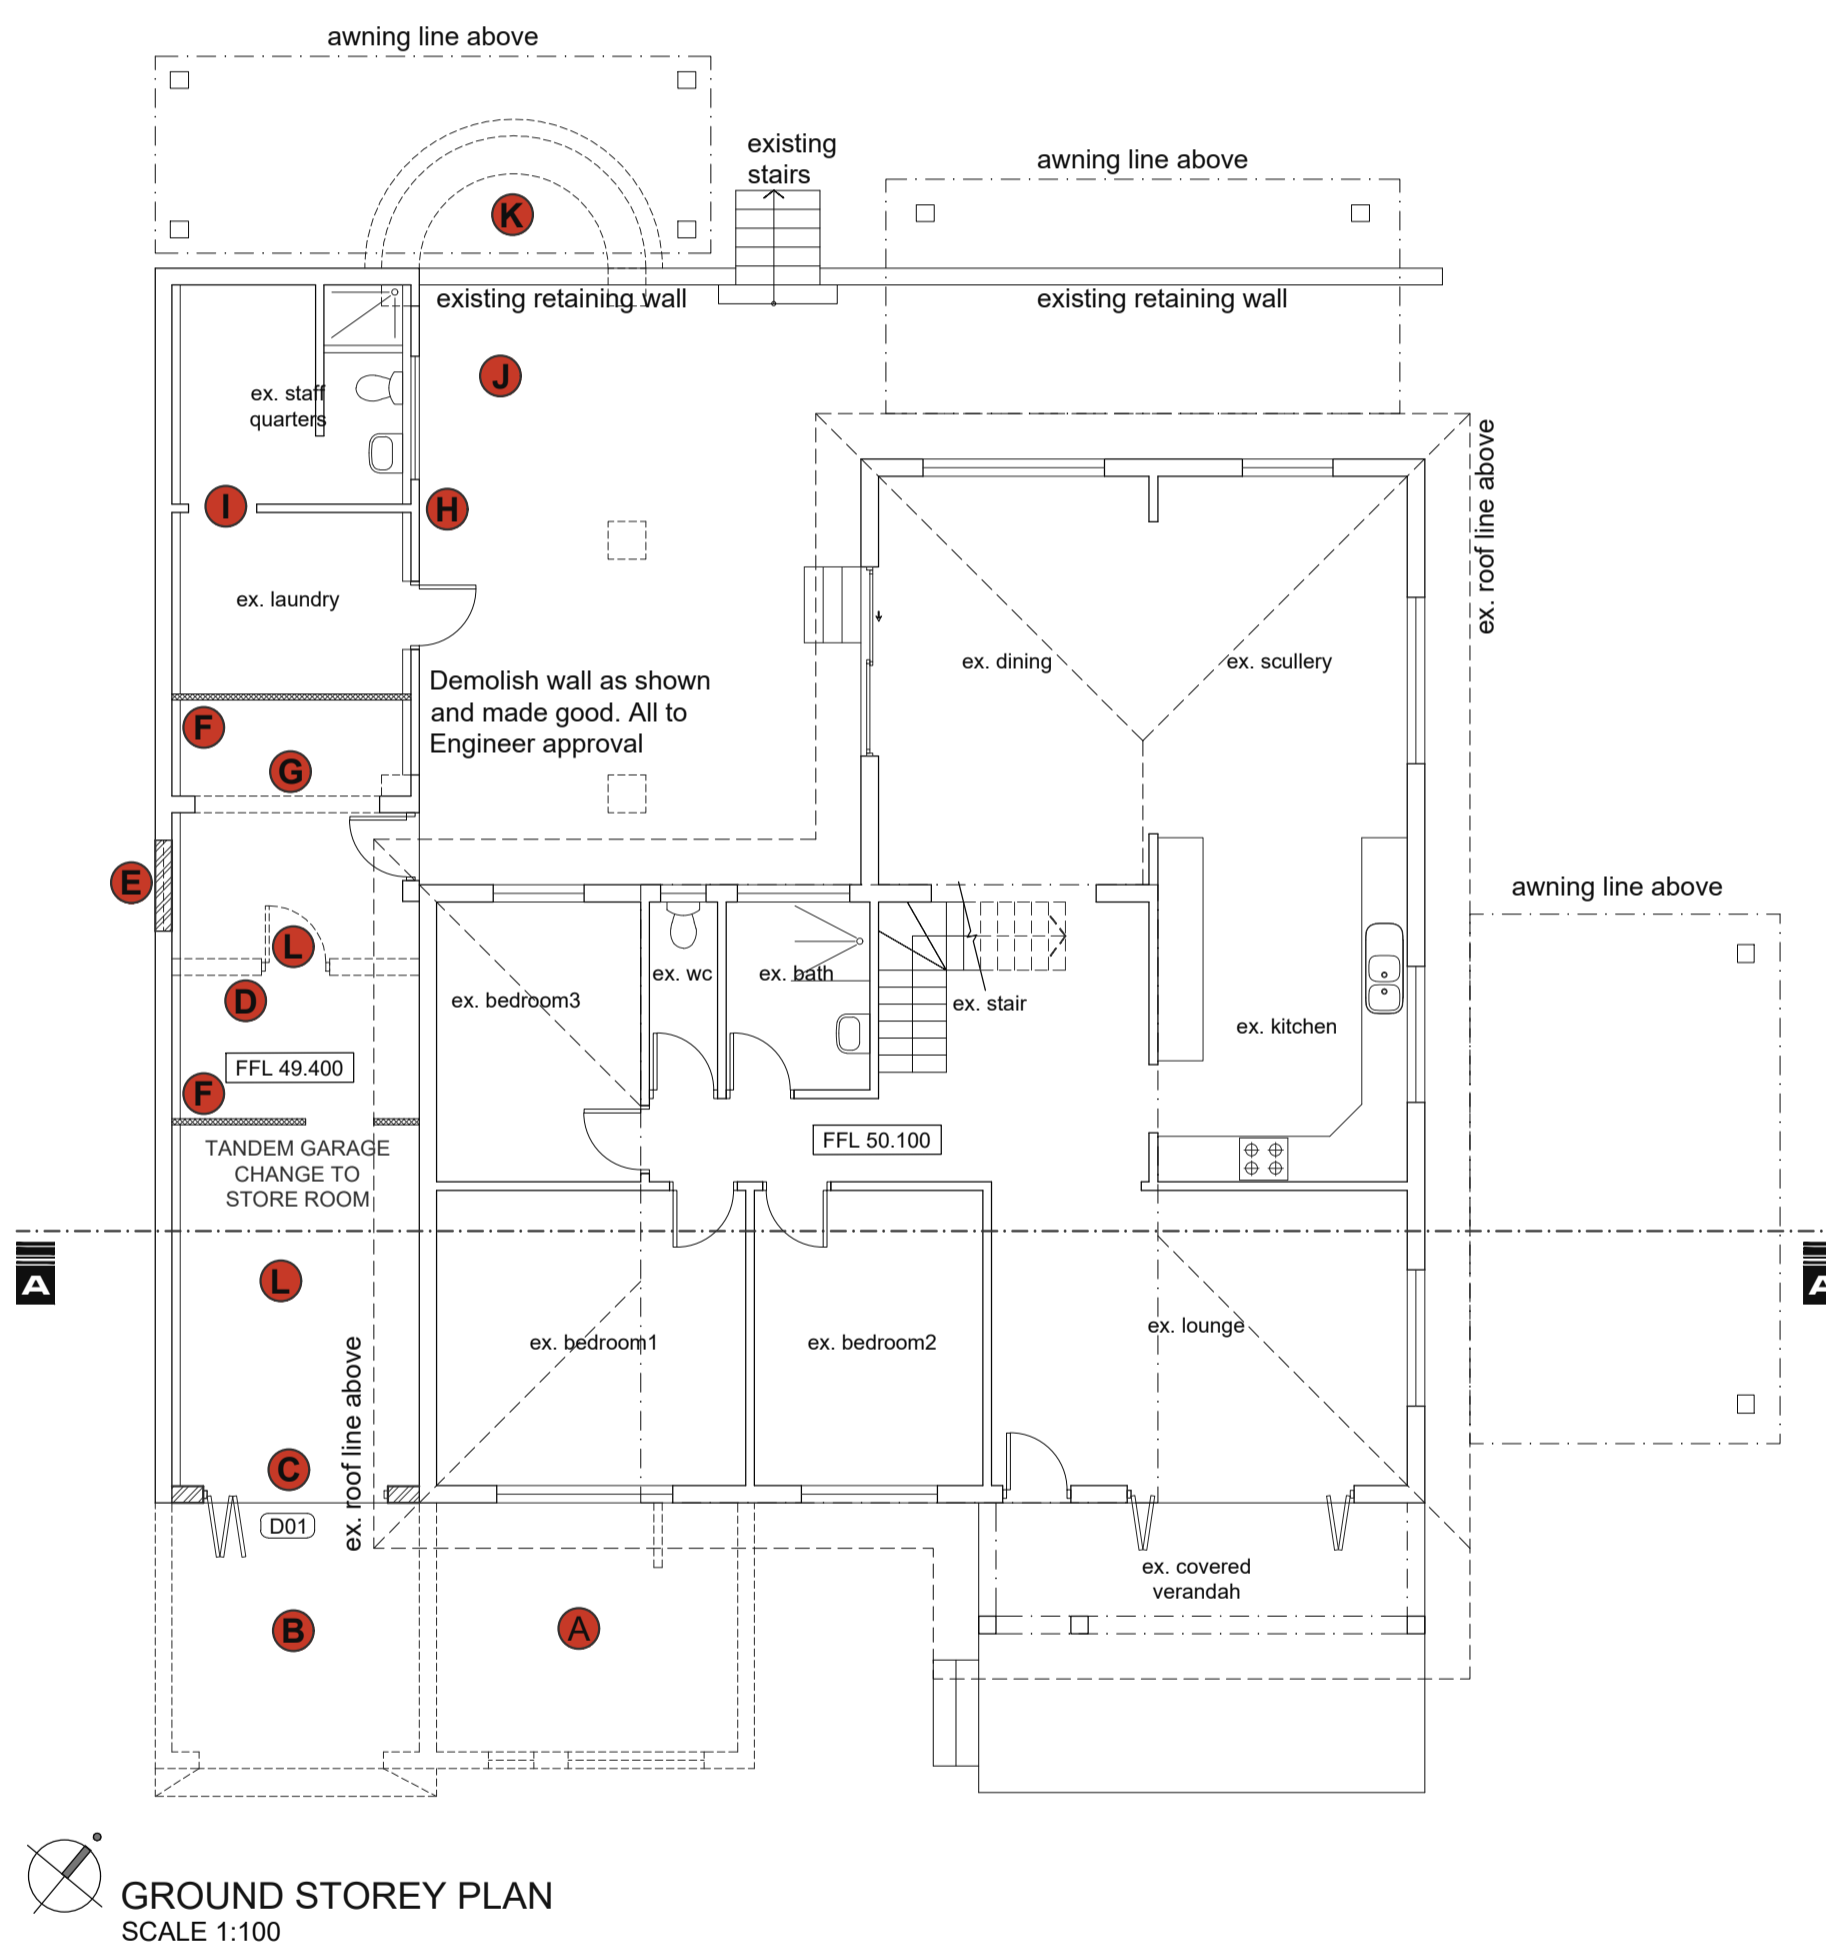 awning line above
existing
stairs
awning line above
K
existing retaining wall
existing retaining wall
J
ex. staff
quarters
ex. roof line above
I
H
ex. laundry
ex. dining
ex. scullery
Demolish wall as shown
and made good. All to
Engineer approval
F
G
E
awning line above
L
ex. wc
ex. bath
D
ex. bedroom3
ex. stair
ex. kitchen
FFL 49.400
F
FFL 50.100
TANDEM GARAGE
CHANGE TO
STORE ROOM
A
A
L
ex. bedroom1
ex. bedroom2
ex. lounge
ex. roof line above
C
D01
ex. covered
verandah
B
A
GROUND STOREY PLAN
SCALE 1:100